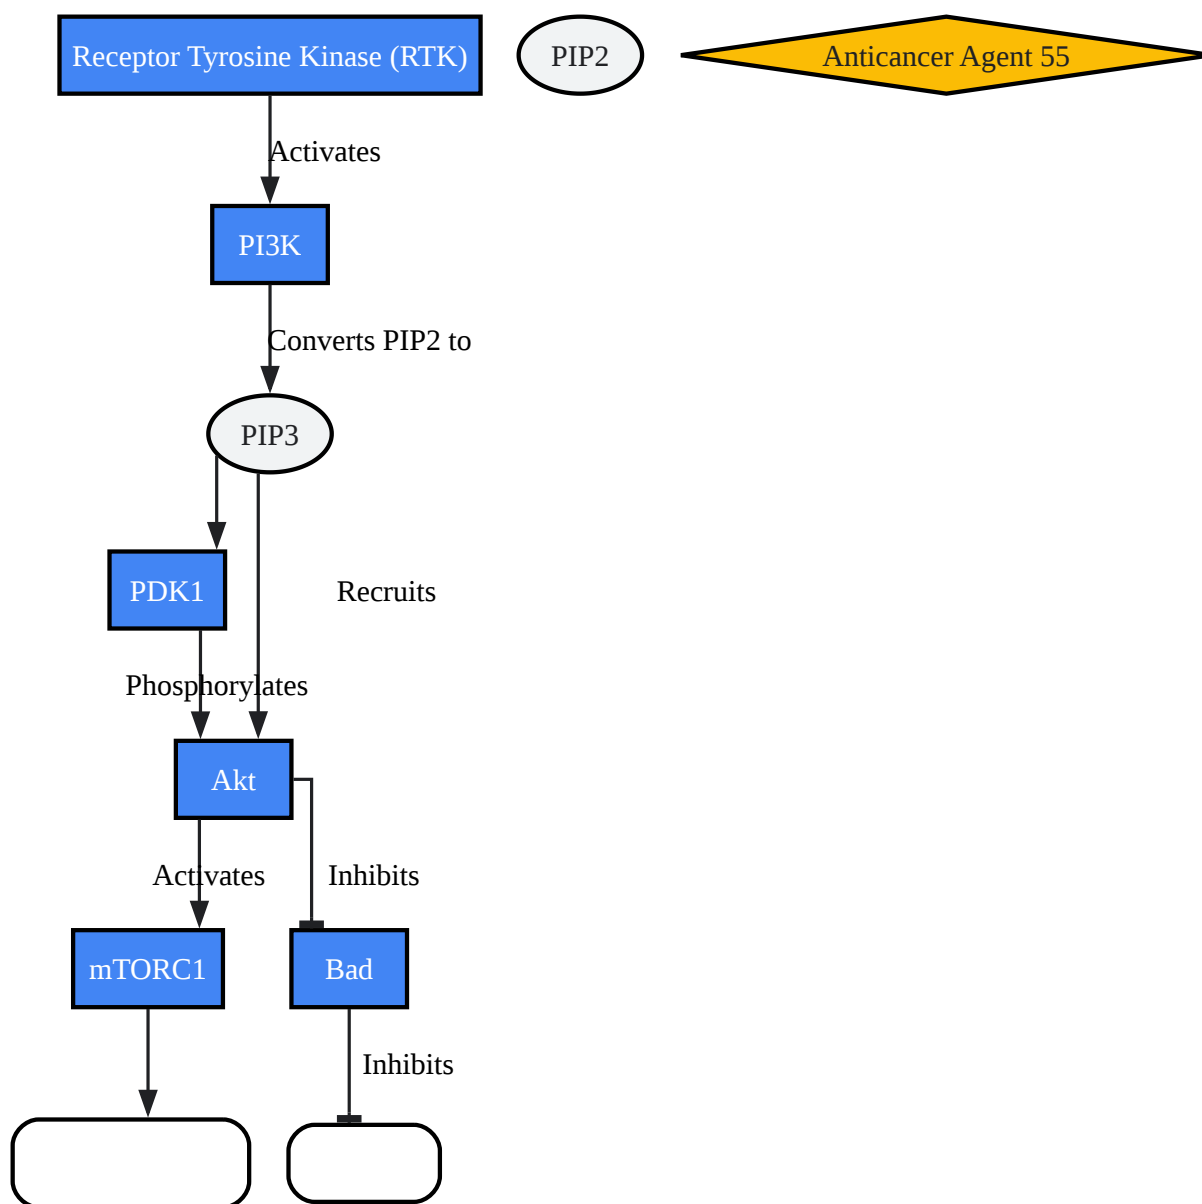 Receptor Tyrosine Kinase (RTK)
PIP2
Anticancer Agent 55
Activates
PI3K
Converts PIP2 to
PIP3
PDK1
Recruits
Phosphorylates
Akt
Activates
Inhibits
mTORC1
Bad
Inhibits